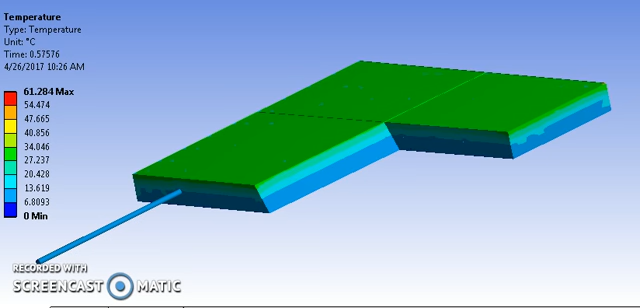 Temperature
Type: Temperature
Unit: °C
Time: 0.57576
4/26/2017 10:26 AM
61.284 Max
54.474
47.665
40.856
34.046
27.237
20.428
13.619
6.8093
0 Min
RECORDED WITH
SCREENCAST MATIC